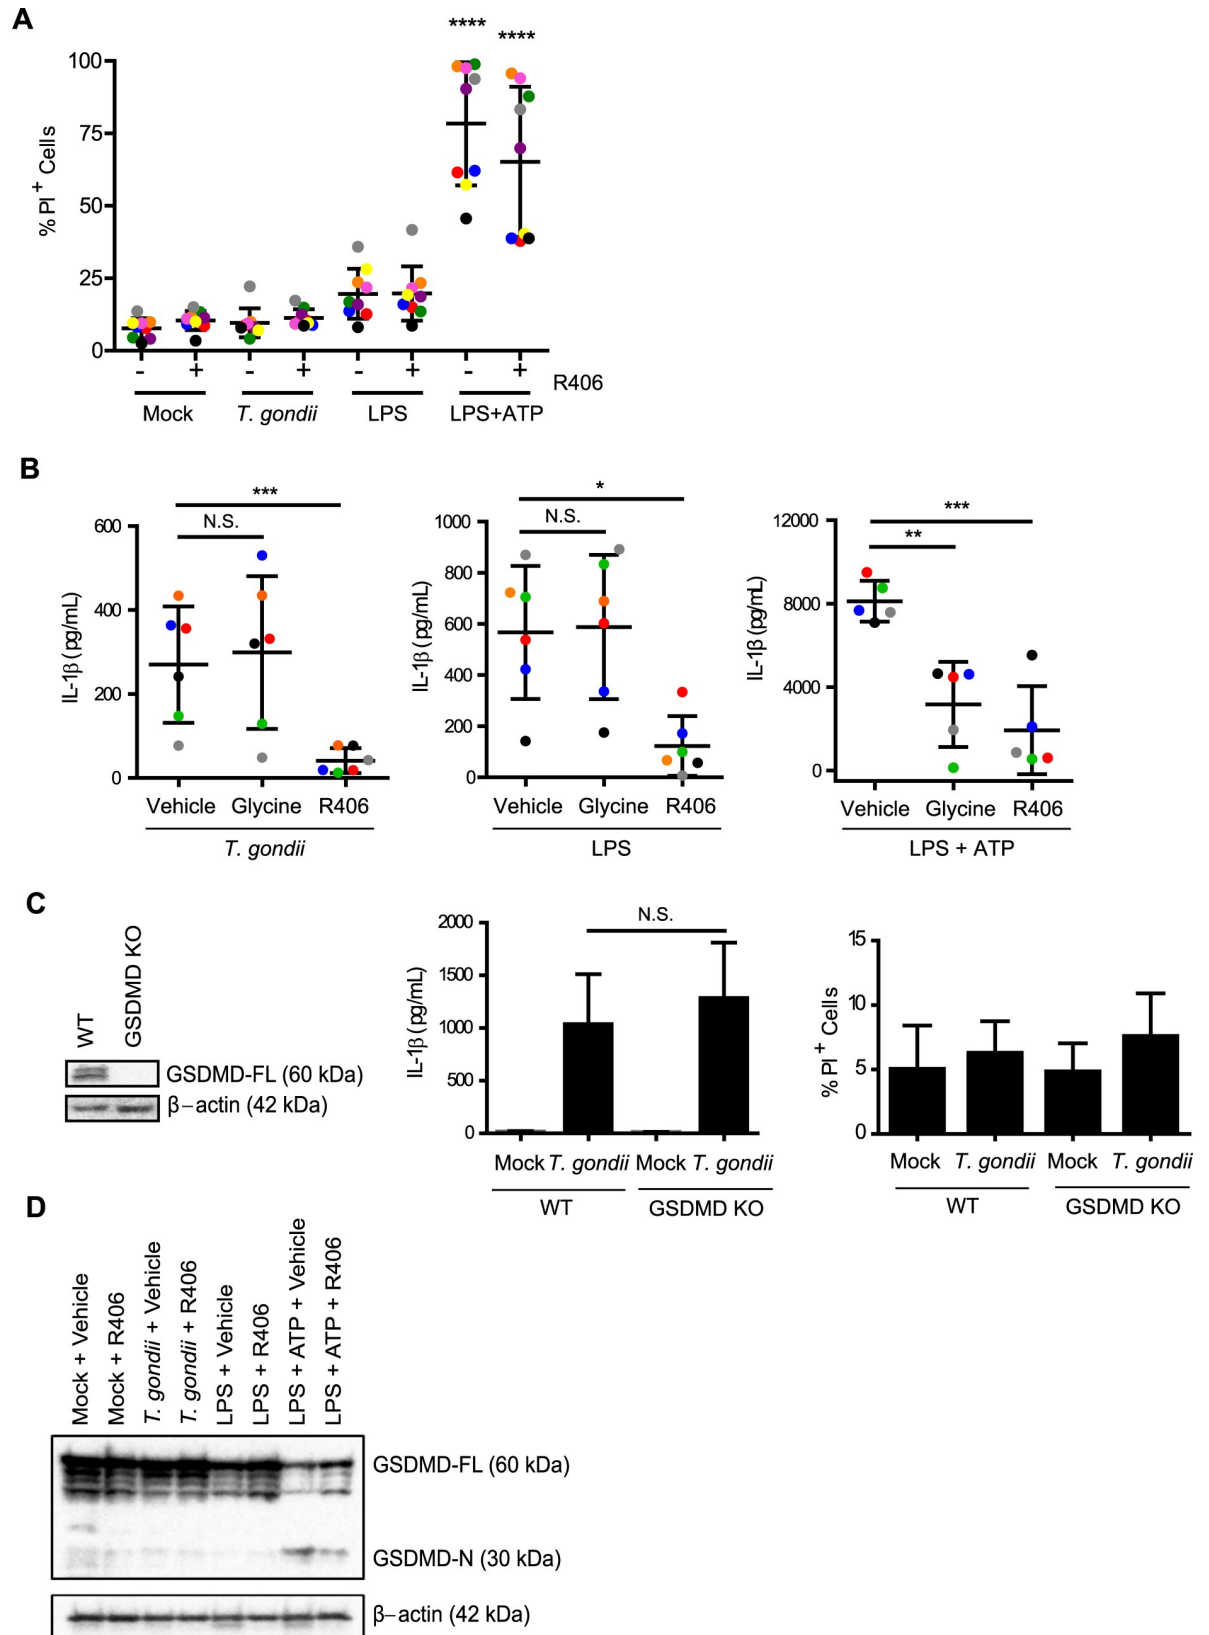 A
****
****
100
75
50
25
0
% PI + Cells
- + - + - + - +
R406
Mock T. gondii LPS LPS+ATP
B
***
N.S.
600
400
200
0
IL-1β (pg/mL)
Vehicle Glycine R406
T. gondii
*
N.S.
1000
800
600
400
200
0
IL-1β (pg/mL)
Vehicle Glycine R406
LPS
***
**
12000
8000
4000
0
IL-1β (pg/mL)
Vehicle Glycine R406
LPS + ATP
C
WT
GSDMD KO
GSDMD-FL (60 kDa)
β–actin (42 kDa)
N.S.
2000
1500
1000
500
0
IL-1β (pg/mL)
Mock T. gondii Mock T. gondii
WT GSDMD KO
15
10
5
0
% PI + Cells
Mock T. gondii Mock T. gondii
WT GSDMD KO
D
Mock + Vehicle
Mock + R406
T. gondii + Vehicle
T. gondii + R406
LPS + Vehicle
LPS + R406
LPS + ATP + Vehicle
LPS + ATP + R406
GSDMD-FL (60 kDa)
GSDMD-N (30 kDa)
β–actin (42 kDa)